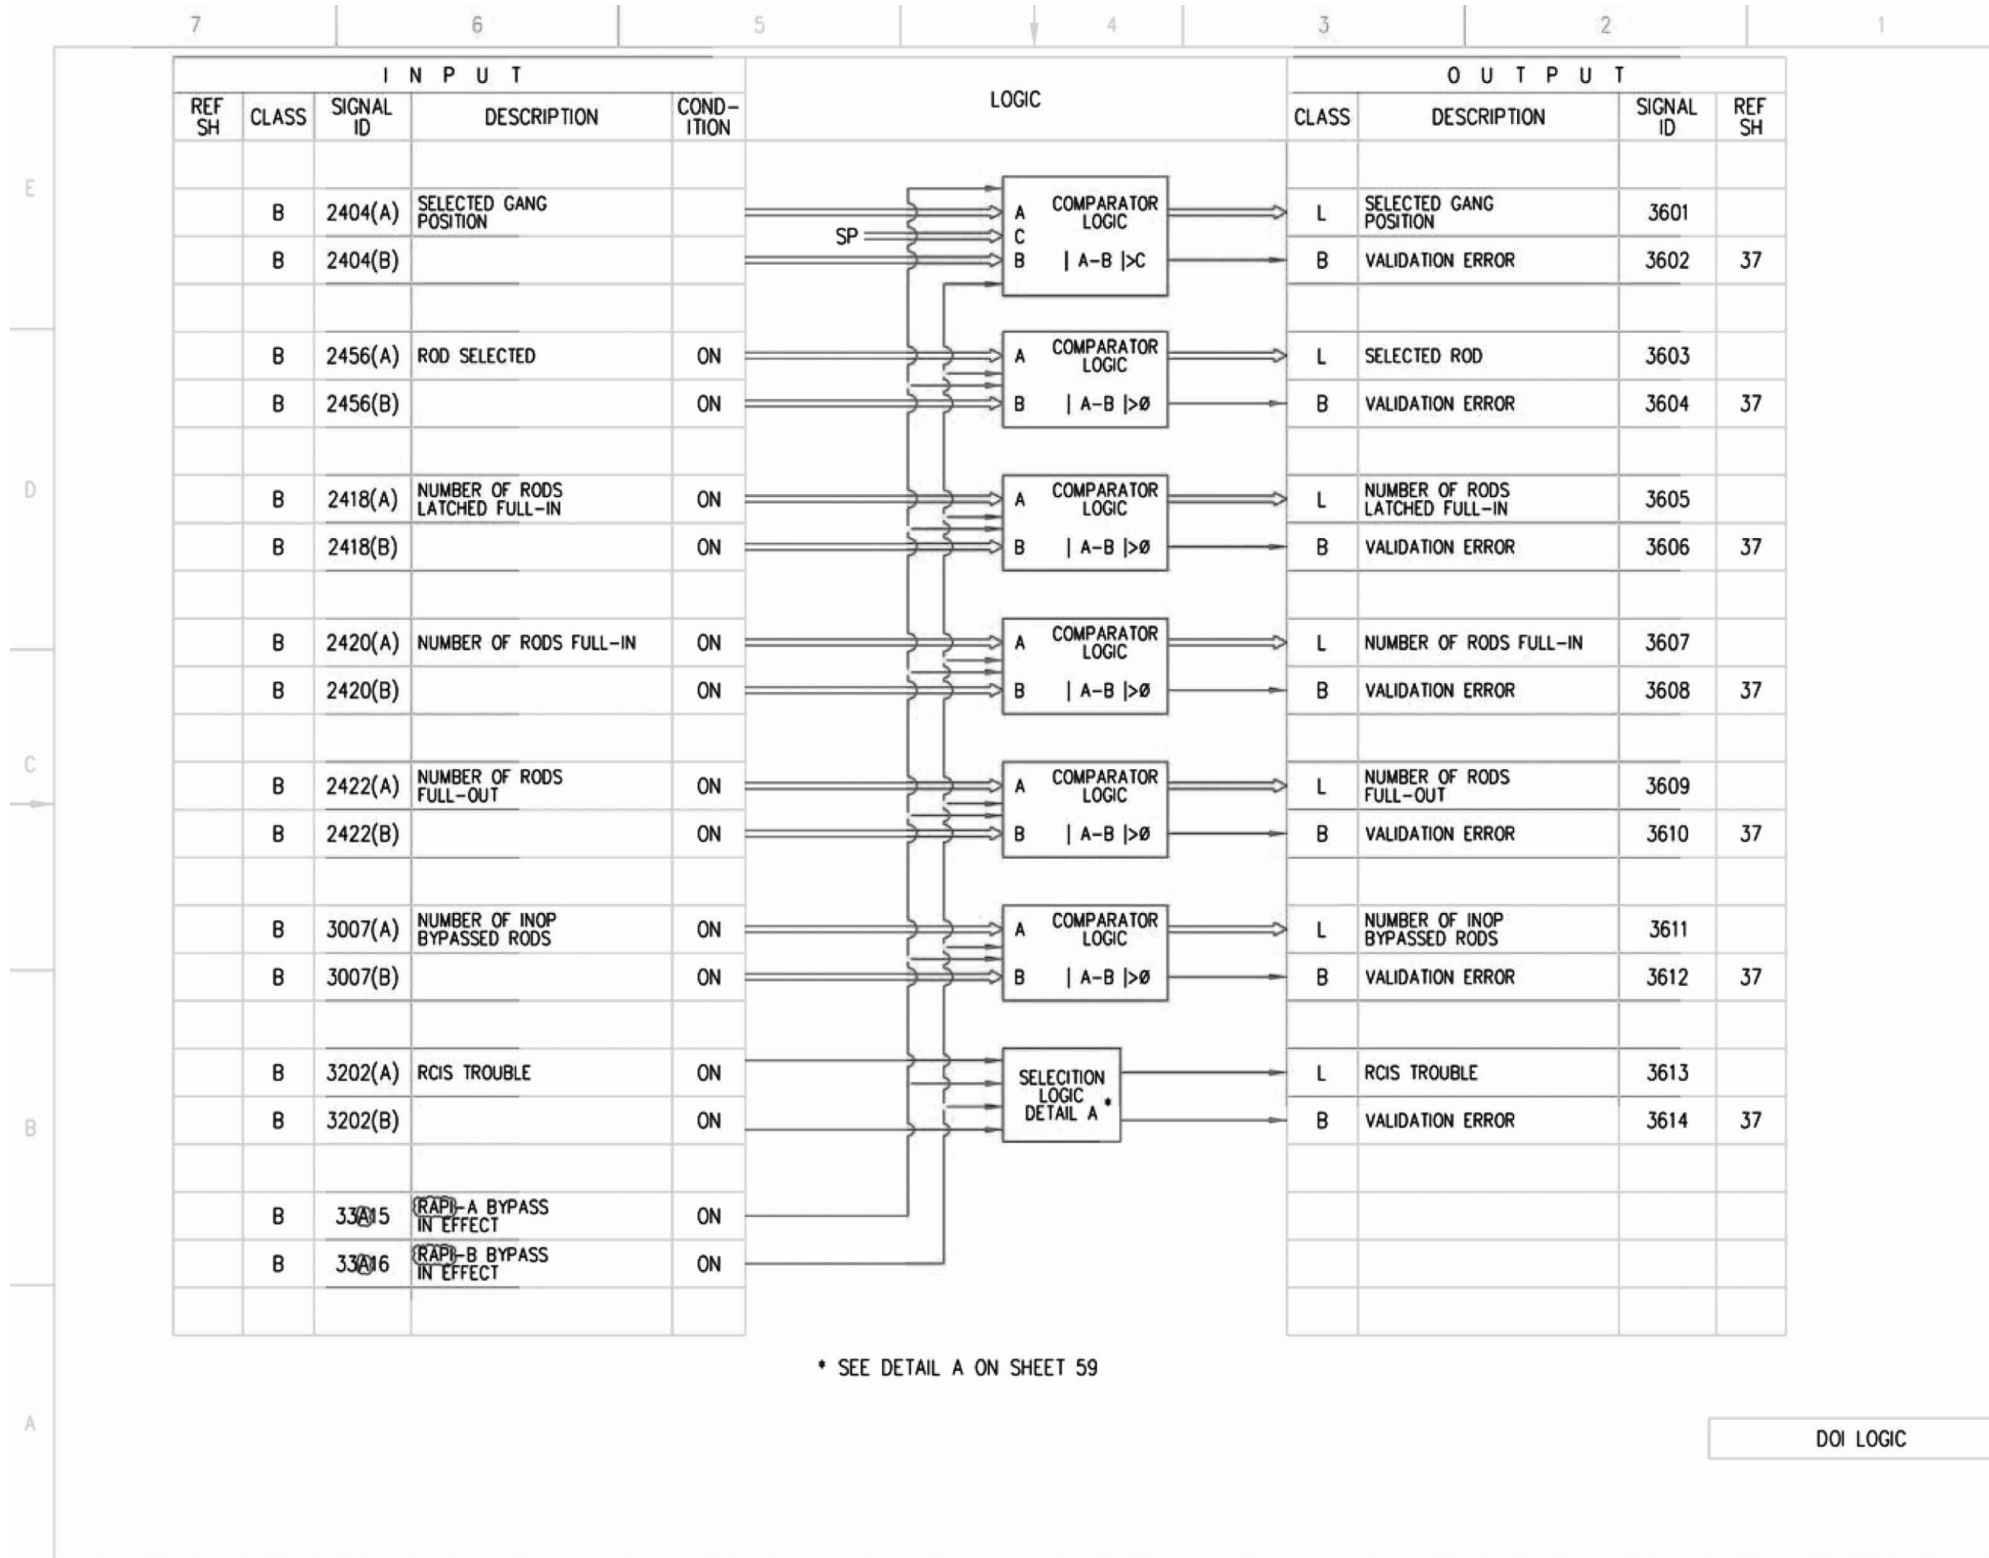 7 6 5 4 3 2 1
I N P U T
LOGIC
O U T P U T
REF SH CLASS SIGNAL ID DESCRIPTION COND-ITION CLASS DESCRIPTION SIGNAL ID REF SH
E
B 2404(A) SELECTED GANG POSITION A COMPARATOR LOGIC L SELECTED GANG POSITION 3601
SP C
B 2404(B) B | A-B |>C B VALIDATION ERROR 3602 37
B 2456(A) ROD SELECTED ON A COMPARATOR LOGIC L SELECTED ROD 3603
B 2456(B) ON B | A-B |>Ø B VALIDATION ERROR 3604 37
D
B 2418(A) NUMBER OF RODS LATCHED FULL-IN ON A COMPARATOR LOGIC L NUMBER OF RODS LATCHED FULL-IN 3605
B 2418(B) ON B | A-B |>Ø B VALIDATION ERROR 3606 37
B 2420(A) NUMBER OF RODS FULL-IN ON A COMPARATOR LOGIC L NUMBER OF RODS FULL-IN 3607
B 2420(B) ON B | A-B |>Ø B VALIDATION ERROR 3608 37
C
B 2422(A) NUMBER OF RODS FULL-OUT ON A COMPARATOR LOGIC L NUMBER OF RODS FULL-OUT 3609
B 2422(B) ON B | A-B |>Ø B VALIDATION ERROR 3610 37
B 3007(A) NUMBER OF INOP BYPASSED RODS ON A COMPARATOR LOGIC L NUMBER OF INOP BYPASSED RODS 3611
B 3007(B) ON B | A-B |>Ø B VALIDATION ERROR 3612 37
B 3202(A) RCIS TROUBLE ON SELECITION LOGIC DETAIL A * L RCIS TROUBLE 3613
B
B 3202(B) ON B VALIDATION ERROR 3614 37
B 33A15 RAPI-A BYPASS IN EFFECT ON
B 33A16 RAPI-B BYPASS IN EFFECT ON
* SEE DETAIL A ON SHEET 59
A
DOI LOGIC